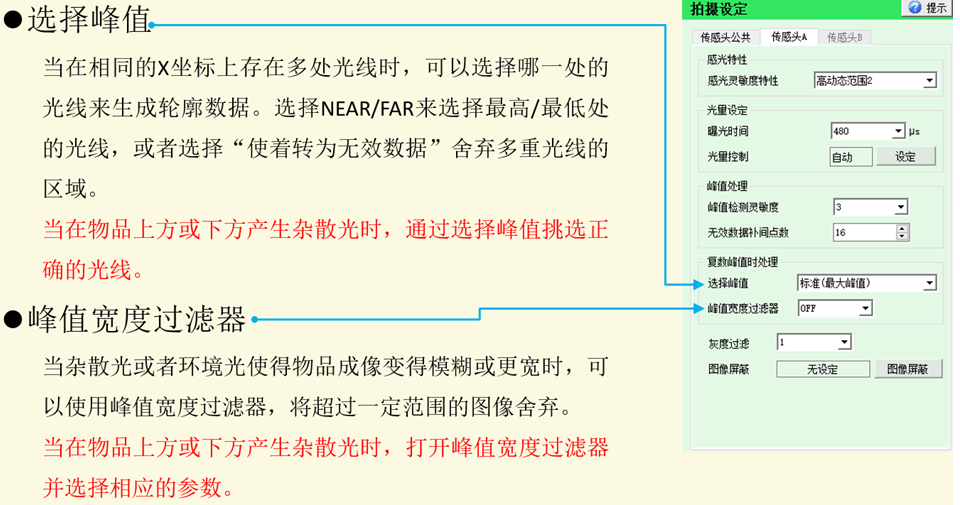 ●选择峰值
当在相同的X坐标上存在多处光线时，可以选择哪一处的
光线来生成轮廓数据。选择NEAR/FAR来选择最高/最低处
的光线，或者选择“使着转为无效数据”舍弃多重光线的
区域。
当在物品上方或下方产生杂散光时，通过选择峰值挑选正
确的光线。
●峰值宽度过滤器
当杂散光或者环境光使得物品成像变得模糊或更宽时，可
以使用峰值宽度过滤器，将超过一定范围的图像舍弃。
当在物品上方或下方产生杂散光时，打开峰值宽度过滤器
并选择相应的参数。
拍摄设定 提示
传感头公共 传感头A 传感头B
感光特性
感光灵敏度特性 高动态范围2
光量设定
曝光时间 480 μs
光量控制 自动 设定
峰值处理
峰值检测灵敏度 3
无效数据补间点数 16
复数峰值时处理
选择峰值 标准(最大峰值)
峰值宽度过滤器 OFF
灰度过滤 1
图像屏蔽 无设定 图像屏蔽